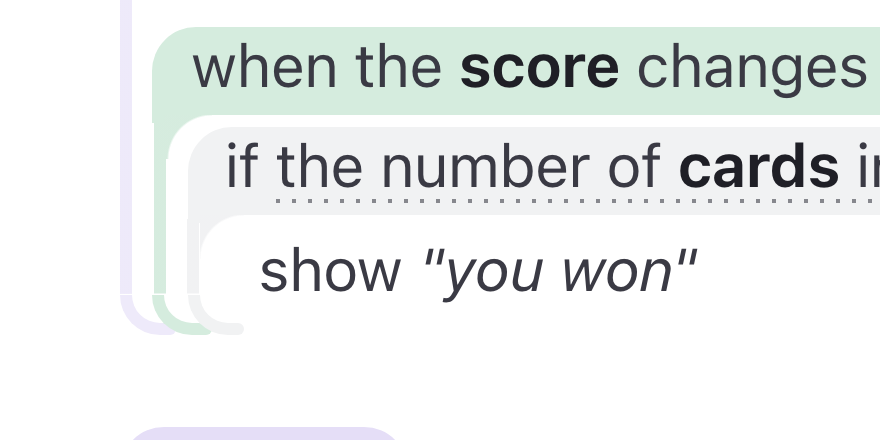 when the score changes
if the number of cards
show "you won"